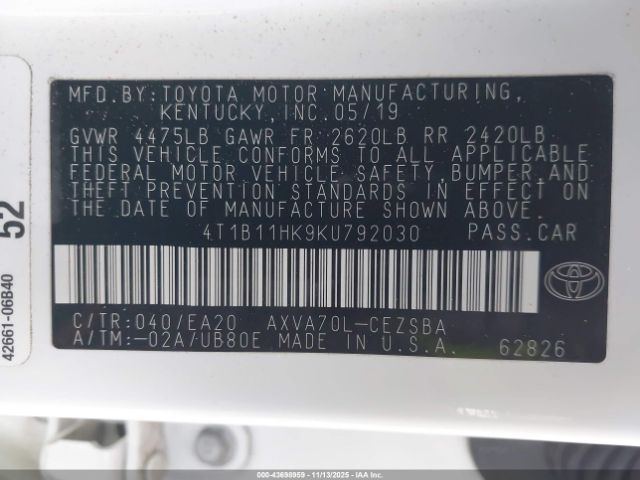 MFD.BY: TOYOTA MOTOR MANUFACTURING,
KENTUCKY, INC. 05/19
GVWR 4475LB GAWR FR 2620LB RR 2420LB
THIS VEHICLE CONFORMS TO ALL APPLICABLE
FEDERAL MOTOR VEHICLE SAFETY, BUMPER AND
THEFT PREVENTION STANDARDS IN EFFECT ON
THE DATE OF MANUFACTURE SHOWN ABOVE.
4T1B11HK9KU792030 PASS.CAR
C/TR:040/EA20 AXVA70L-CEZSBA
A/TM:-02A/UB80E MADE IN U.S.A. 62826
TOYOTA
42661-06B40
52
000-43698959 - 11/13/2025 - IAAI